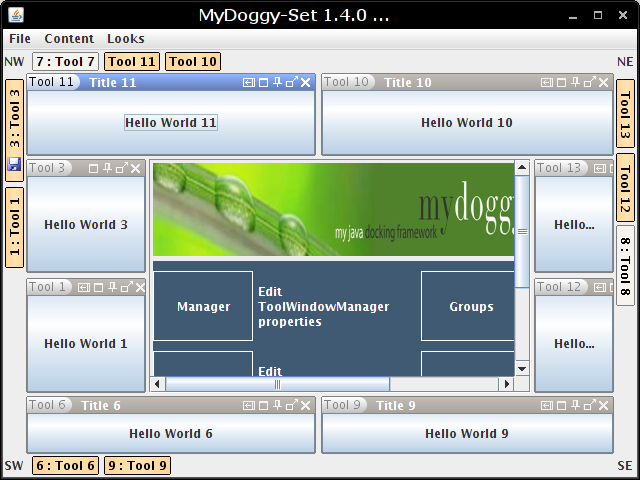 MyDoggy-Set 1.4.0 ...
File Content Looks
NW 7 : Tool 7 Tool 11 Tool 10 NE
3 : Tool 3
1 : Tool 1
Tool 11 Title 11
Hello World 11
Tool 10 Title 10
Hello World 10
Tool 13
Tool 12
8 : Tool 8
Tool 3
Hello World 3
Tool 1
Hello World 1
mydoggy
my java docking framework
Manager
Edit
ToolWindowManager
properties
Groups
Edit
Tool 13
Hello...
Tool 12
Hello...
Tool 6 Title 6
Hello World 6
Tool 9 Title 9
Hello World 9
SW 6 : Tool 6 9 : Tool 9 SE